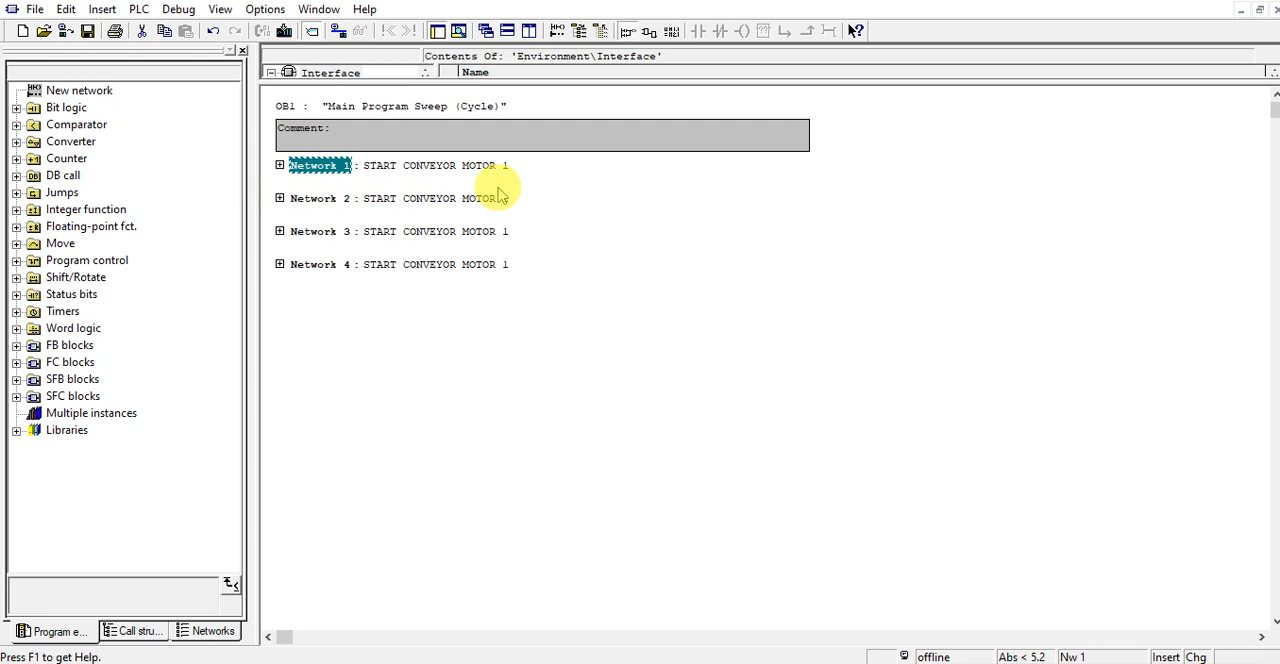 File Edit Insert PLC Debug View Options Window Help
Contents Of: 'Environment\Interface'
Interface Name
New network
Bit logic
Comparator
Converter
Counter
DB call
Jumps
Integer function
Floating-point fct.
Move
Program control
Shift/Rotate
Status bits
Timers
Word logic
FB blocks
FC blocks
SFB blocks
SFC blocks
Multiple instances
Libraries
OB1 : "Main Program Sweep (Cycle)"
Comment:
Network 1 : START CONVEYOR MOTOR 1
Network 2 : START CONVEYOR MOTOR
Network 3 : START CONVEYOR MOTOR 1
Network 4 : START CONVEYOR MOTOR 1
Program e... Call stru... Networks
Press F1 to get Help. offline Abs < 5.2 Nw 1 Insert Chg